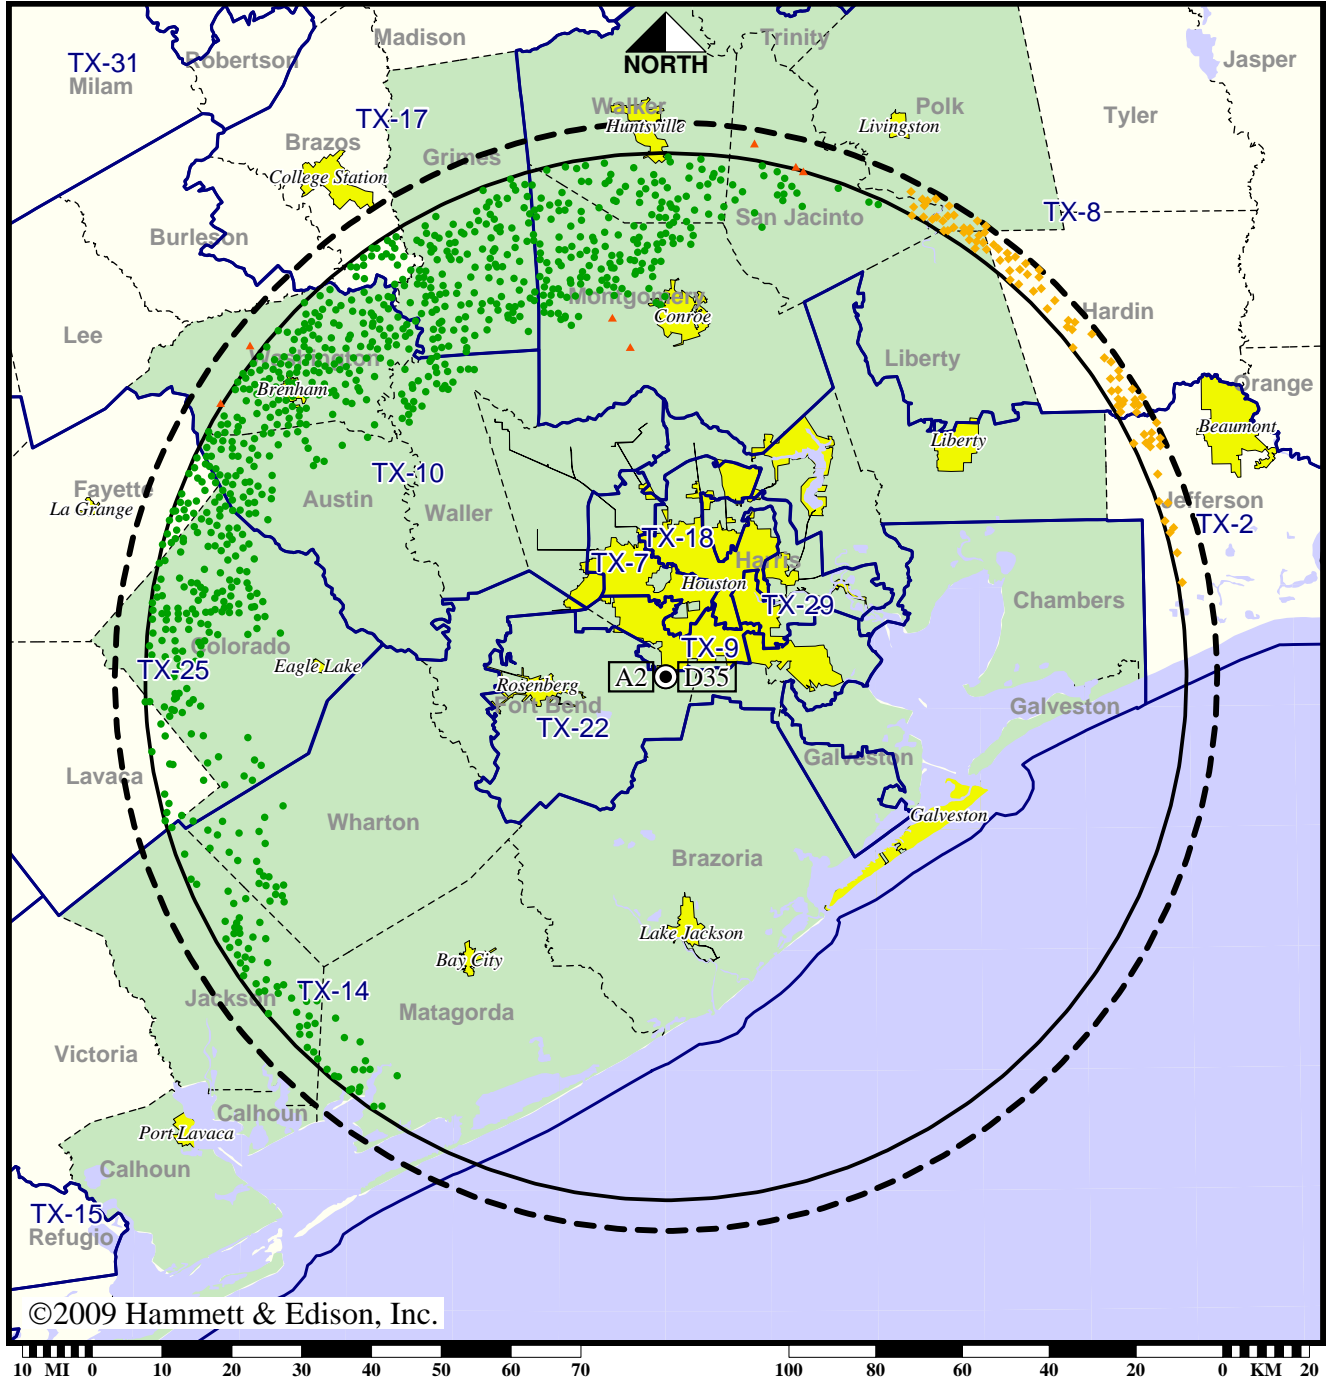 Madison
Trinity
TX-31
Robertson
Jasper
NORTH
Milam
Walker
Polk
TX-17
Tyler
Huntsville
Livingston
Brazos
Grimes
College Station
TX-8
San Jacinto
Burleson
Montgomery
Hardin
Conroe
Lee
Washington
Liberty
Brenham
Orange
Beaumont
Liberty
TX-10
Fayette
Austin
Jefferson
La Grange
Waller
TX-2
TX-18
TX-7
Harris
Houston
Chambers
TX-29
Colorado
TX-9
Eagle Lake
TX-25
A2
D35
Rosenberg
Fort Bend
Galveston
TX-22
Galveston
Lavaca
Galveston
Wharton
Brazoria
Lake Jackson
Bay City
TX-14
Jackson
Matagorda
Victoria
Calhoun
Port Lavaca
Calhoun
TX-15
Refugio
©2009 Hammett & Edison, Inc.
10 MI 0 10 20 30 40 50 60 70 100 80 60 40 20 0 KM 20